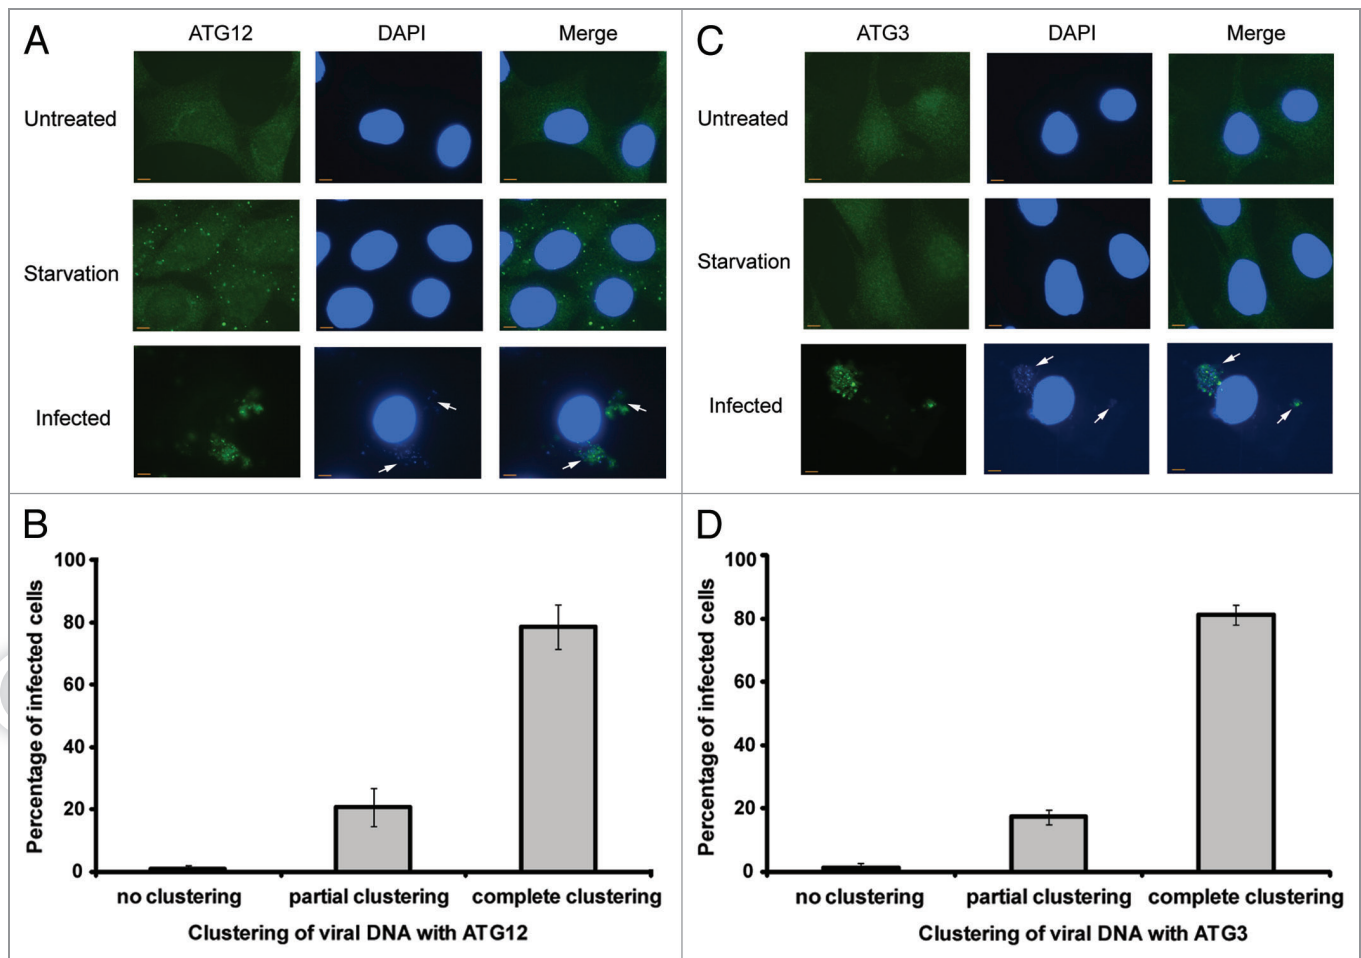 A
ATG12 DAPI Merge
Untreated
Starvation
Infected
C
ATG3 DAPI Merge
Untreated
Starvation
Infected
B
Percentage of infected cells
100
80
60
40
20
0
no clustering partial clustering complete clustering
Clustering of viral DNA with ATG12
D
Percentage of infected cells
100
80
60
40
20
0
no clustering partial clustering complete clustering
Clustering of viral DNA with ATG3